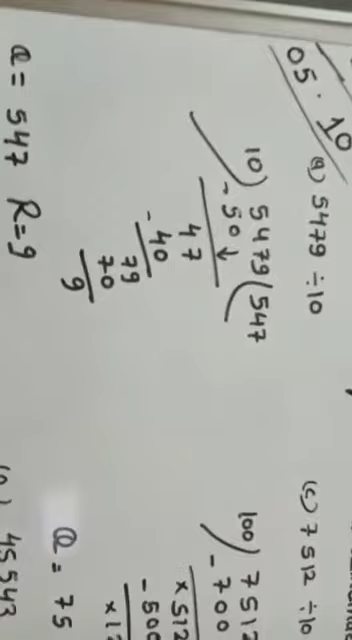 05. 10
a) 5479 ÷ 10
10) 5479 (547
- 50↓
47
- 40
79
70
9
Q = 547 R = 9
(c) 7512 ÷ 10
100) 7512
- 700
×512
- 500
×12
Q = 75
45543